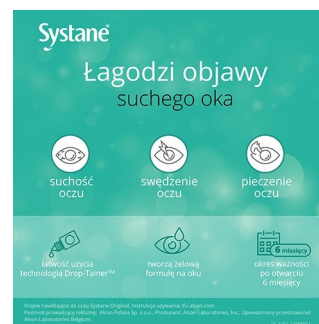 Systane®
Łagodzi objawy
suchego oka
suchość
oczu
swędzenie
oczu
pieczenie
oczu
6 miesięcy
łatwość użycia
technologia Drop-Tainer™
tworzą żelową
formułę na oku
okres ważności
po otwarciu
6 miesięcy
Krople nawilżające do oczu Systane Original. Instrukcja używania: ifu.alcon.com
Podmiot prowadzący reklamę: Alcon Polska Sp. z o.o., Producent: Alcon Laboratories, Inc., Upoważniony przedstawiciel:
Alcon Laboratories Belgium.